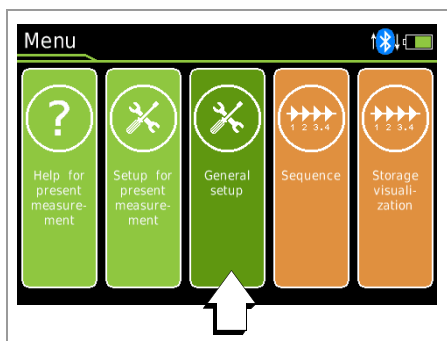 Menu
?
Help for
present
measure-
ment
Setup for
present
measure-
ment
General
setup
1 2 3.4
Sequence
1 2 3.4
Storage
visuali-
zation